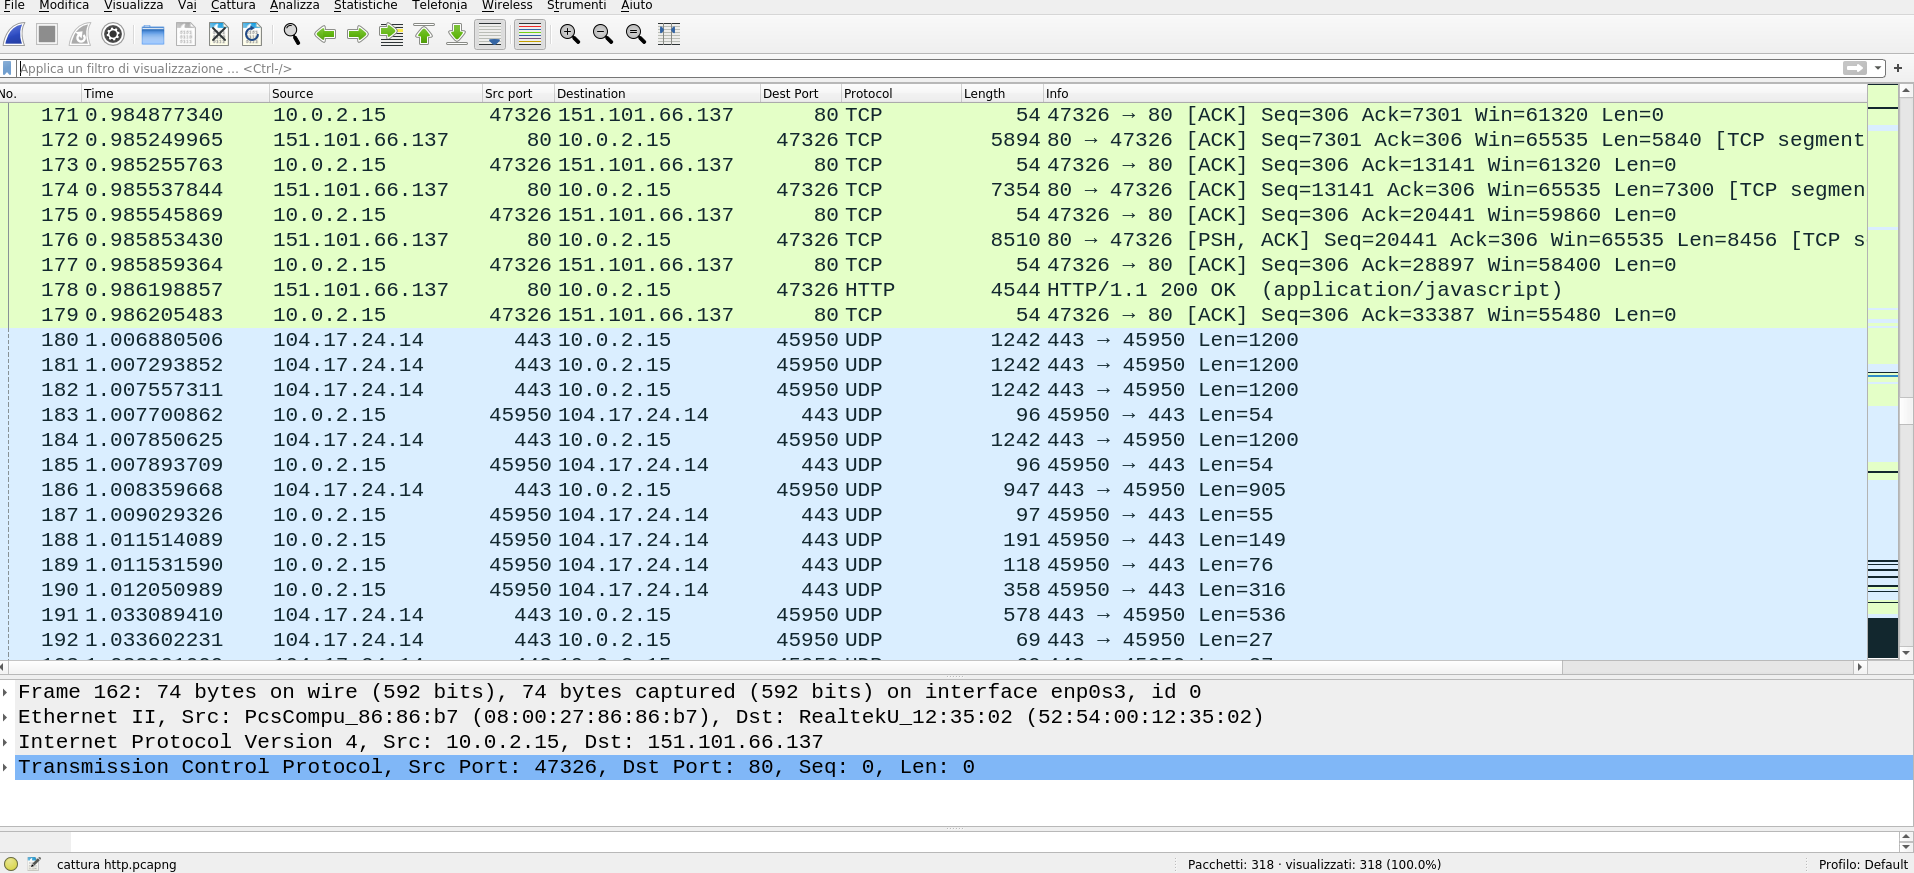 File Modifica Visualizza Vai Cattura Analizza Statistiche Telefonia Wireless Strumenti Aiuto
Applica un filtro di visualizzazione ... <Ctrl-/>
No. Time Source Src port Destination Dest Port Protocol Length Info
171 0.984877340 10.0.2.15 47326 151.101.66.137 80 TCP 54 47326 → 80 [ACK] Seq=306 Ack=7301 Win=61320 Len=0
172 0.985249965 151.101.66.137 80 10.0.2.15 47326 TCP 5894 80 → 47326 [ACK] Seq=7301 Ack=306 Win=65535 Len=5840 [TCP segment
173 0.985255763 10.0.2.15 47326 151.101.66.137 80 TCP 54 47326 → 80 [ACK] Seq=306 Ack=13141 Win=61320 Len=0
174 0.985537844 151.101.66.137 80 10.0.2.15 47326 TCP 7354 80 → 47326 [ACK] Seq=13141 Ack=306 Win=65535 Len=7300 [TCP segmen
175 0.985545869 10.0.2.15 47326 151.101.66.137 80 TCP 54 47326 → 80 [ACK] Seq=306 Ack=20441 Win=59860 Len=0
176 0.985853430 151.101.66.137 80 10.0.2.15 47326 TCP 8510 80 → 47326 [PSH, ACK] Seq=20441 Ack=306 Win=65535 Len=8456 [TCP s
177 0.985859364 10.0.2.15 47326 151.101.66.137 80 TCP 54 47326 → 80 [ACK] Seq=306 Ack=28897 Win=58400 Len=0
178 0.986198857 151.101.66.137 80 10.0.2.15 47326 HTTP 4544 HTTP/1.1 200 OK (application/javascript)
179 0.986205483 10.0.2.15 47326 151.101.66.137 80 TCP 54 47326 → 80 [ACK] Seq=306 Ack=33387 Win=55480 Len=0
180 1.006880506 104.17.24.14 443 10.0.2.15 45950 UDP 1242 443 → 45950 Len=1200
181 1.007293852 104.17.24.14 443 10.0.2.15 45950 UDP 1242 443 → 45950 Len=1200
182 1.007557311 104.17.24.14 443 10.0.2.15 45950 UDP 1242 443 → 45950 Len=1200
183 1.007700862 10.0.2.15 45950 104.17.24.14 443 UDP 96 45950 → 443 Len=54
184 1.007850625 104.17.24.14 443 10.0.2.15 45950 UDP 1242 443 → 45950 Len=1200
185 1.007893709 10.0.2.15 45950 104.17.24.14 443 UDP 96 45950 → 443 Len=54
186 1.008359668 104.17.24.14 443 10.0.2.15 45950 UDP 947 443 → 45950 Len=905
187 1.009029326 10.0.2.15 45950 104.17.24.14 443 UDP 97 45950 → 443 Len=55
188 1.011514089 10.0.2.15 45950 104.17.24.14 443 UDP 191 45950 → 443 Len=149
189 1.011531590 10.0.2.15 45950 104.17.24.14 443 UDP 118 45950 → 443 Len=76
190 1.012050989 10.0.2.15 45950 104.17.24.14 443 UDP 358 45950 → 443 Len=316
191 1.033089410 104.17.24.14 443 10.0.2.15 45950 UDP 578 443 → 45950 Len=536
192 1.033602231 104.17.24.14 443 10.0.2.15 45950 UDP 69 443 → 45950 Len=27
Frame 162: 74 bytes on wire (592 bits), 74 bytes captured (592 bits) on interface enp0s3, id 0
Ethernet II, Src: PcsCompu_86:86:b7 (08:00:27:86:86:b7), Dst: RealtekU_12:35:02 (52:54:00:12:35:02)
Internet Protocol Version 4, Src: 10.0.2.15, Dst: 151.101.66.137
Transmission Control Protocol, Src Port: 47326, Dst Port: 80, Seq: 0, Len: 0
cattura http.pcapng Pacchetti: 318 · visualizzati: 318 (100.0%) Profilo: Default